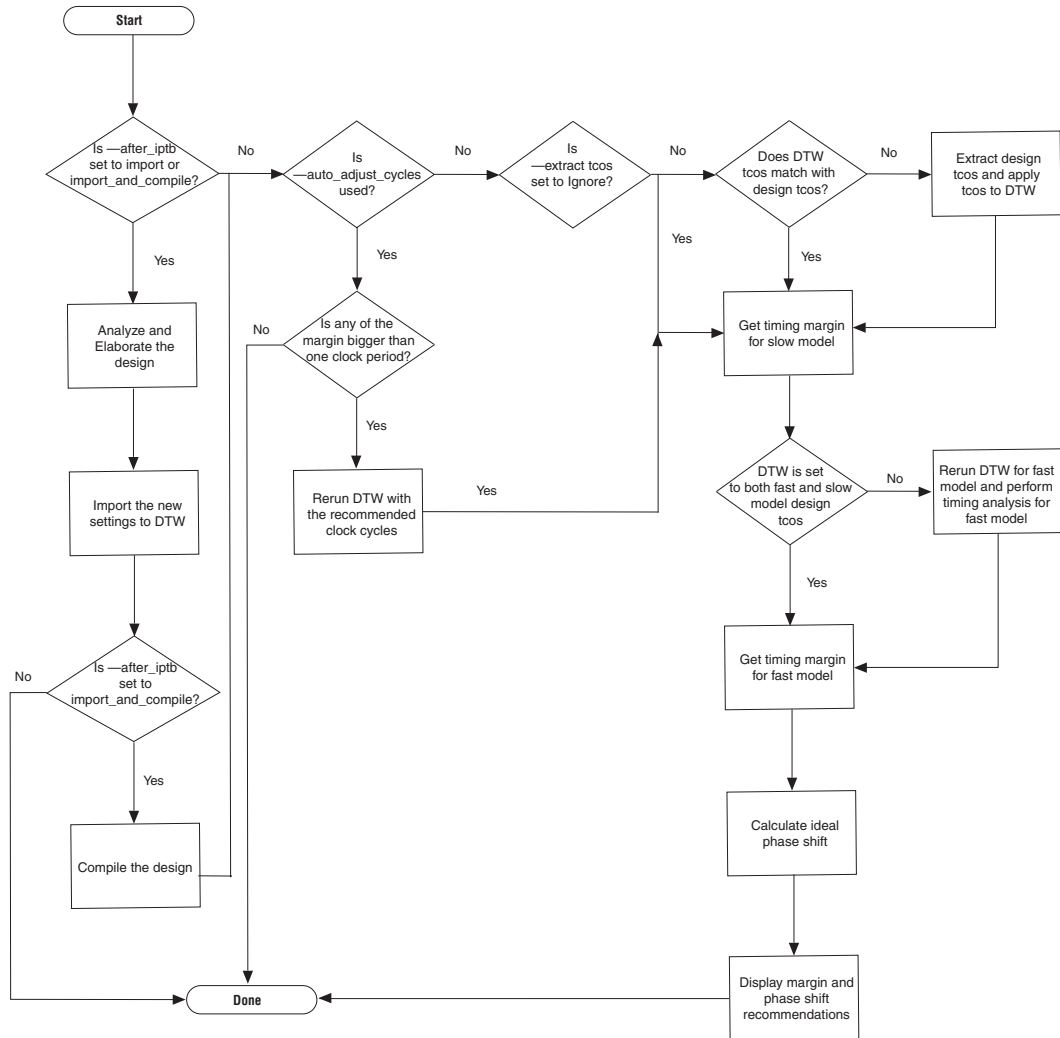 Start
Is —after_iptb
set to import or
import_and_compile?
No
Is
—auto_adjust_cycles
used?
No
Is
—extract tcos
set to Ignore?
No
Does DTW
tcos match with
design tcos?
No
Extract design
tcos and apply
tcos to DTW
Yes
Yes
Yes
Yes
Analyze and
Elaborate the
design
No
Is any of the
margin bigger than
one clock period?
Get timing margin
for slow model
Yes
Import the new
settings to DTW
Rerun DTW with
the recommended
clock cycles
Yes
DTW is set
to both fast and slow
model design
tcos
No
Rerun DTW for fast
model and perform
timing analysis for
fast model
Yes
No
Is —after_iptb
set to
import_and_compile?
Get timing margin
for fast model
Yes
Compile the design
Calculate ideal
phase shift
Done
Display margin and
phase shift
recommendations